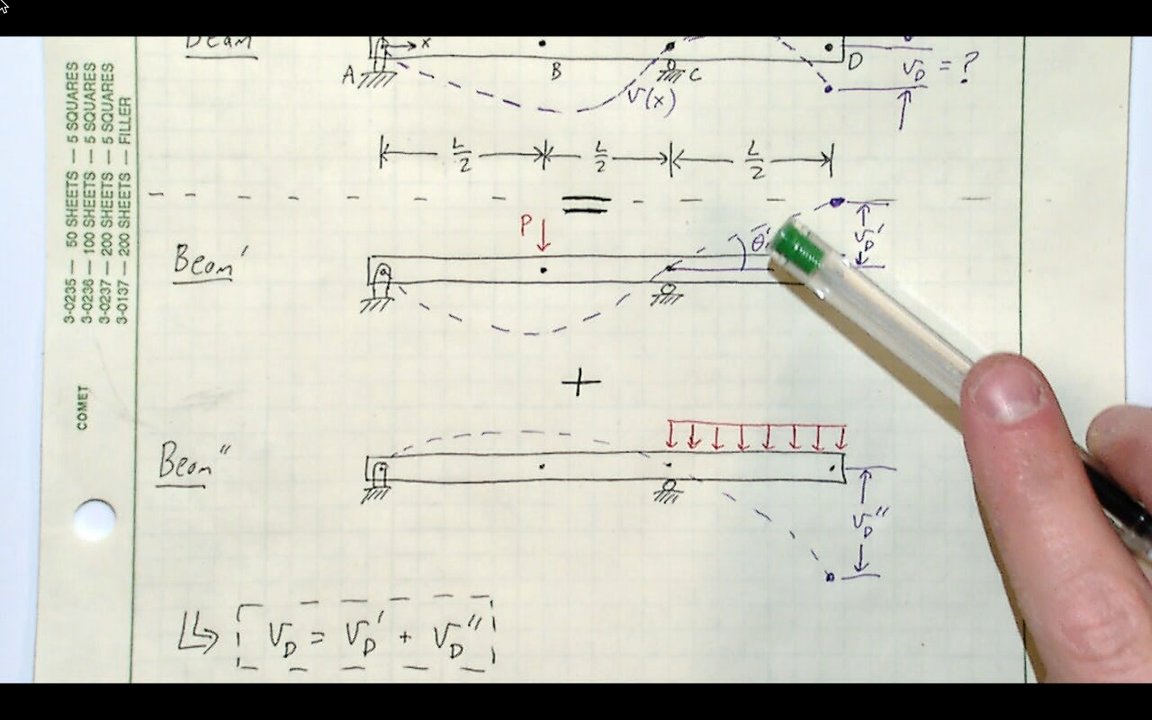 Beam
x
A
B
C
D
v_D = ?
v(x)
L/2
L/2
L/2
=
P
Beam'
θ'
v_D'
+
Beam''
v_D''
v_D = v_D' + v_D''
3-0235 — 50 SHEETS — 5 SQUARES
3-0236 — 100 SHEETS — 5 SQUARES
3-0237 — 200 SHEETS — 5 SQUARES
3-0137 — 200 SHEETS — FILLER
COMET